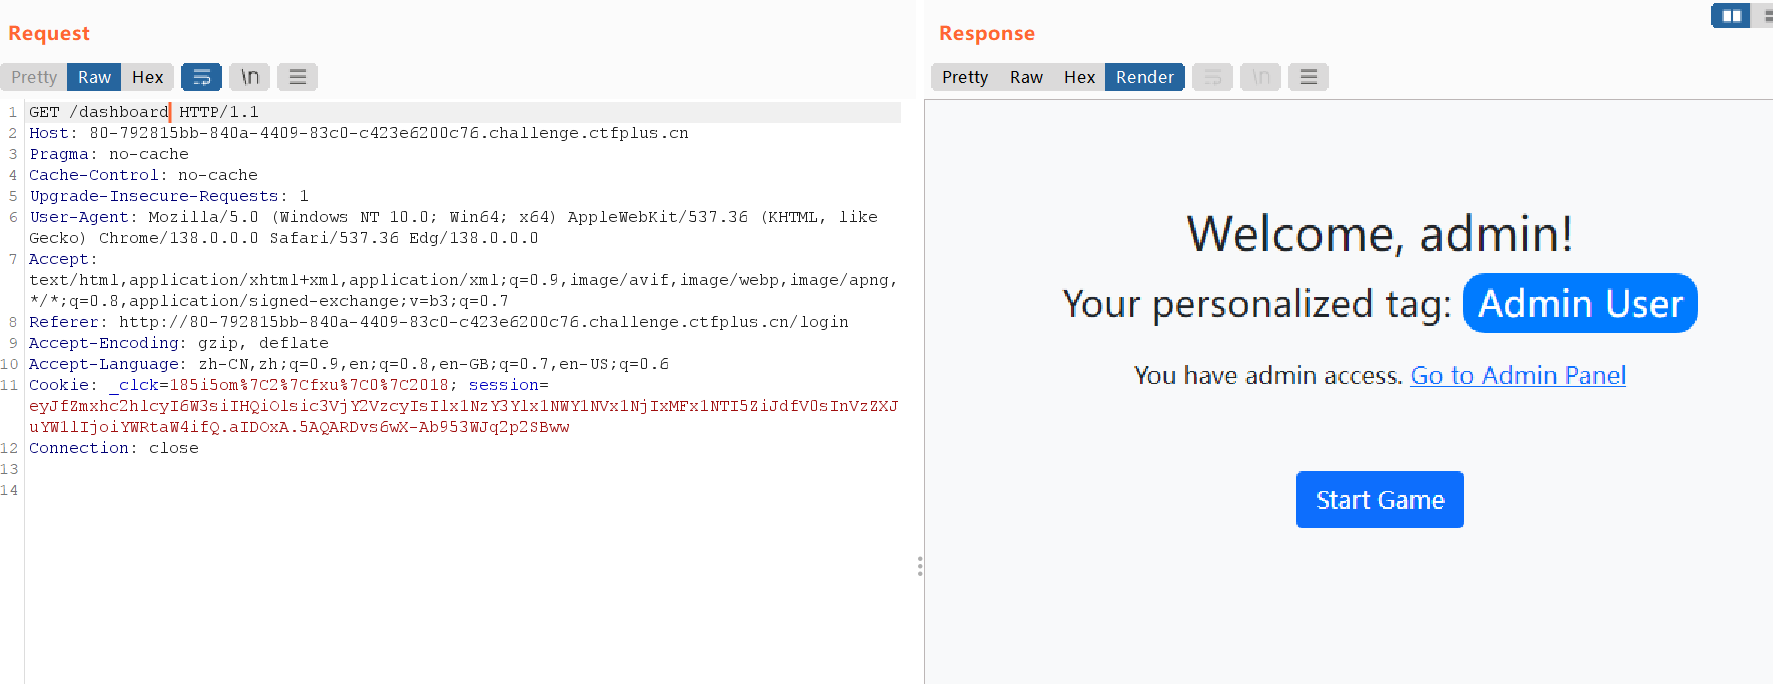 Request
Pretty Raw Hex \n
1 GET /dashboard HTTP/1.1
2 Host: 80-792815bb-840a-4409-83c0-c423e6200c76.challenge.ctfplus.cn
3 Pragma: no-cache
4 Cache-Control: no-cache
5 Upgrade-Insecure-Requests: 1
6 User-Agent: Mozilla/5.0 (Windows NT 10.0; Win64; x64) AppleWebKit/537.36 (KHTML, like
Gecko) Chrome/138.0.0.0 Safari/537.36 Edg/138.0.0.0
7 Accept:
text/html,application/xhtml+xml,application/xml;q=0.9,image/avif,image/webp,image/apng,
*/*;q=0.8,application/signed-exchange;v=b3;q=0.7
8 Referer: http://80-792815bb-840a-4409-83c0-c423e6200c76.challenge.ctfplus.cn/login
9 Accept-Encoding: gzip, deflate
10 Accept-Language: zh-CN,zh;q=0.9,en;q=0.8,en-GB;q=0.7,en-US;q=0.6
11 Cookie: _clck=185i5om%7C2%7Cfxu%7C0%7C2018; session=
eyJfZmxhc2hlcyI6W3siIHQiOlsic3VjY2VzcyIsIlx1NzY3Ylx1NWY1NVx1NjIxMFx1NTI5ZiJdfV0sInVzZXJ
uYW1lIjoiYWRtaW4ifQ.aIDOxA.5AQARDvs6wX-Ab953WJq2p2SBww
12 Connection: close
13
14
Response
Pretty Raw Hex Render \n
Welcome, admin!
Your personalized tag: Admin User
You have admin access. Go to Admin Panel
Start Game